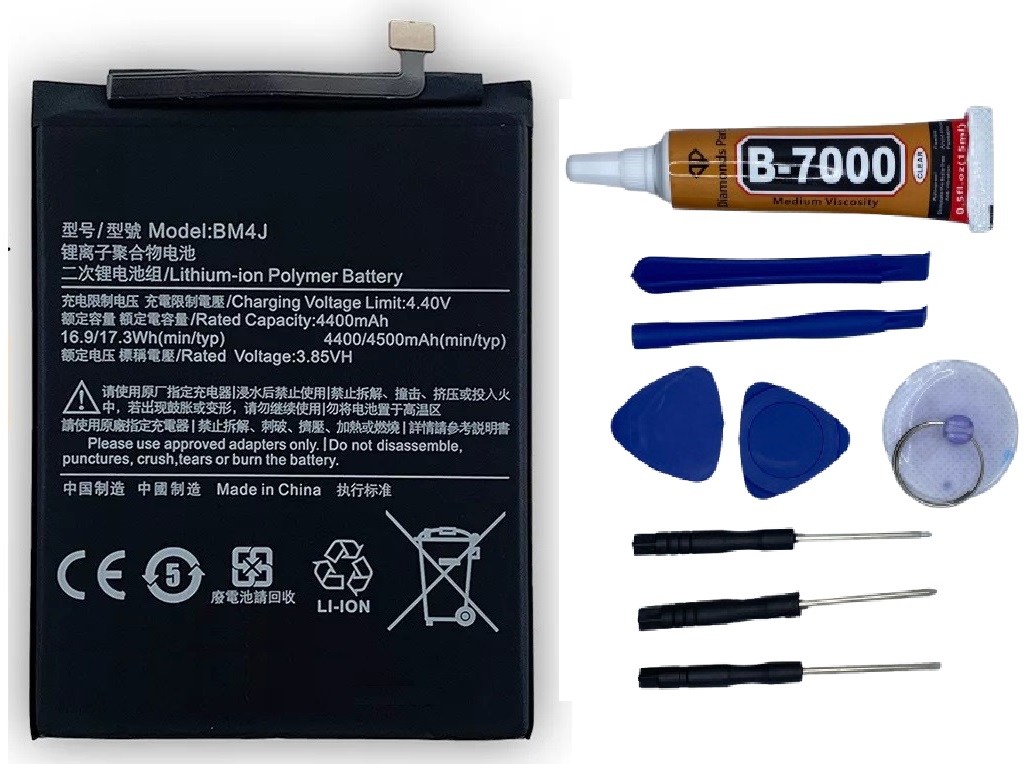 型号/型號 Model:BM4J
锂离子聚合物电池
二次锂电池组/Lithium-ion Polymer Battery
充电限制电压 充電限制電壓/Charging Voltage Limit:4.40V
额定容量 額定電容量/Rated Capacity:4400mAh
16.9/17.3Wh(min/typ) 4400/4500mAh(min/typ)
额定电压 標稱電壓/Rated Voltage:3.85VH
请使用原厂指定充电器|浸水后禁止使用|禁止拆解、撞击、挤压或投入火
中，若出现鼓胀或变形，请勿继续使用|勿将电池置于高温区
請使用原廠指定充電器|禁止拆解、刺破、擠壓、加熱或燃燒|詳情請參考説明書
Please use approved adapters only. | Do not disassemble,
punctures, crush,tears or burn the battery.
中国制造 中國制造 Made in China 执行标准
CE
5
廢電池請回收
LI-ION
Diamonds Par
B-7000
CLEAR
Medium Viscosity
0.5fl.oz(15ml)